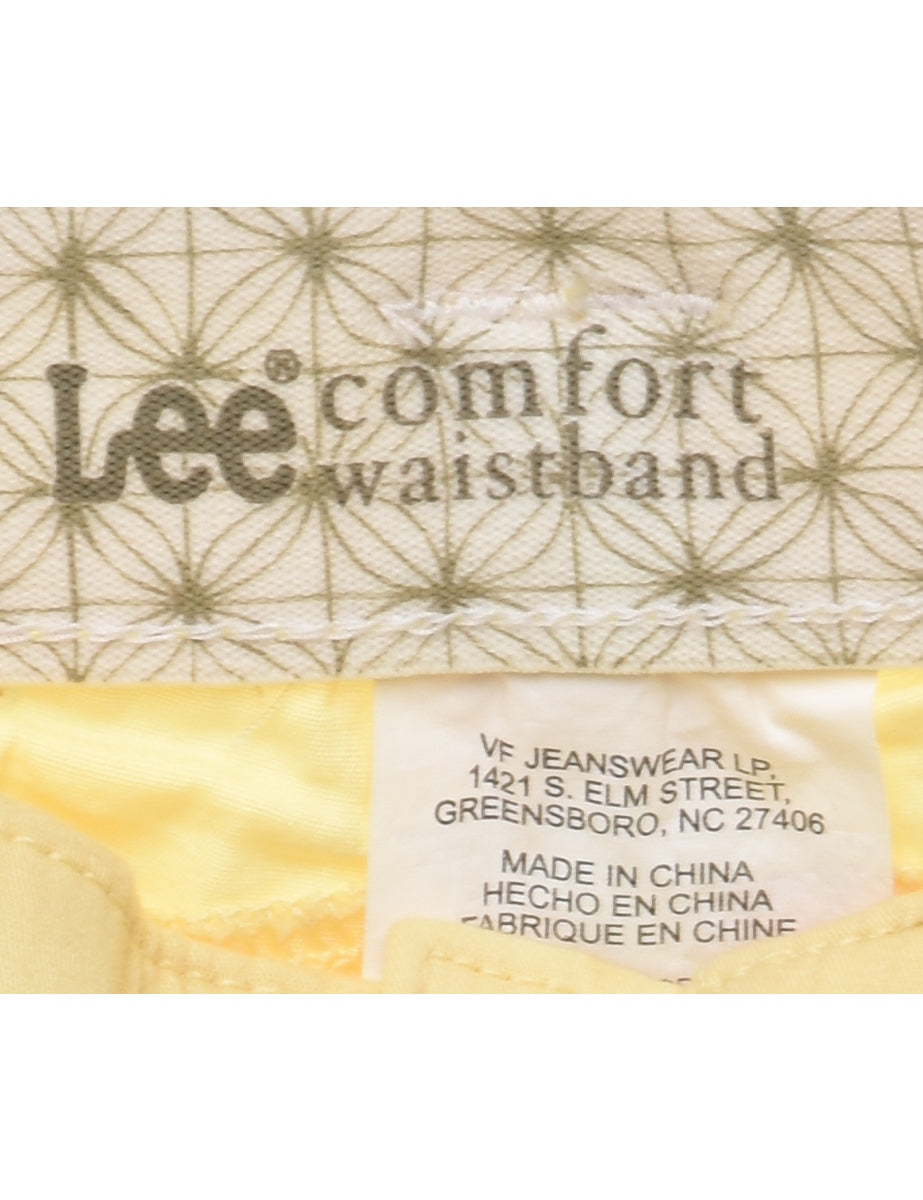 Lee® comfort
waistband
VF JEANSWEAR LP,
1421 S. ELM STREET,
GREENSBORO, NC 27406
MADE IN CHINA
HECHO EN CHINA
FABRIQUE EN CHINE